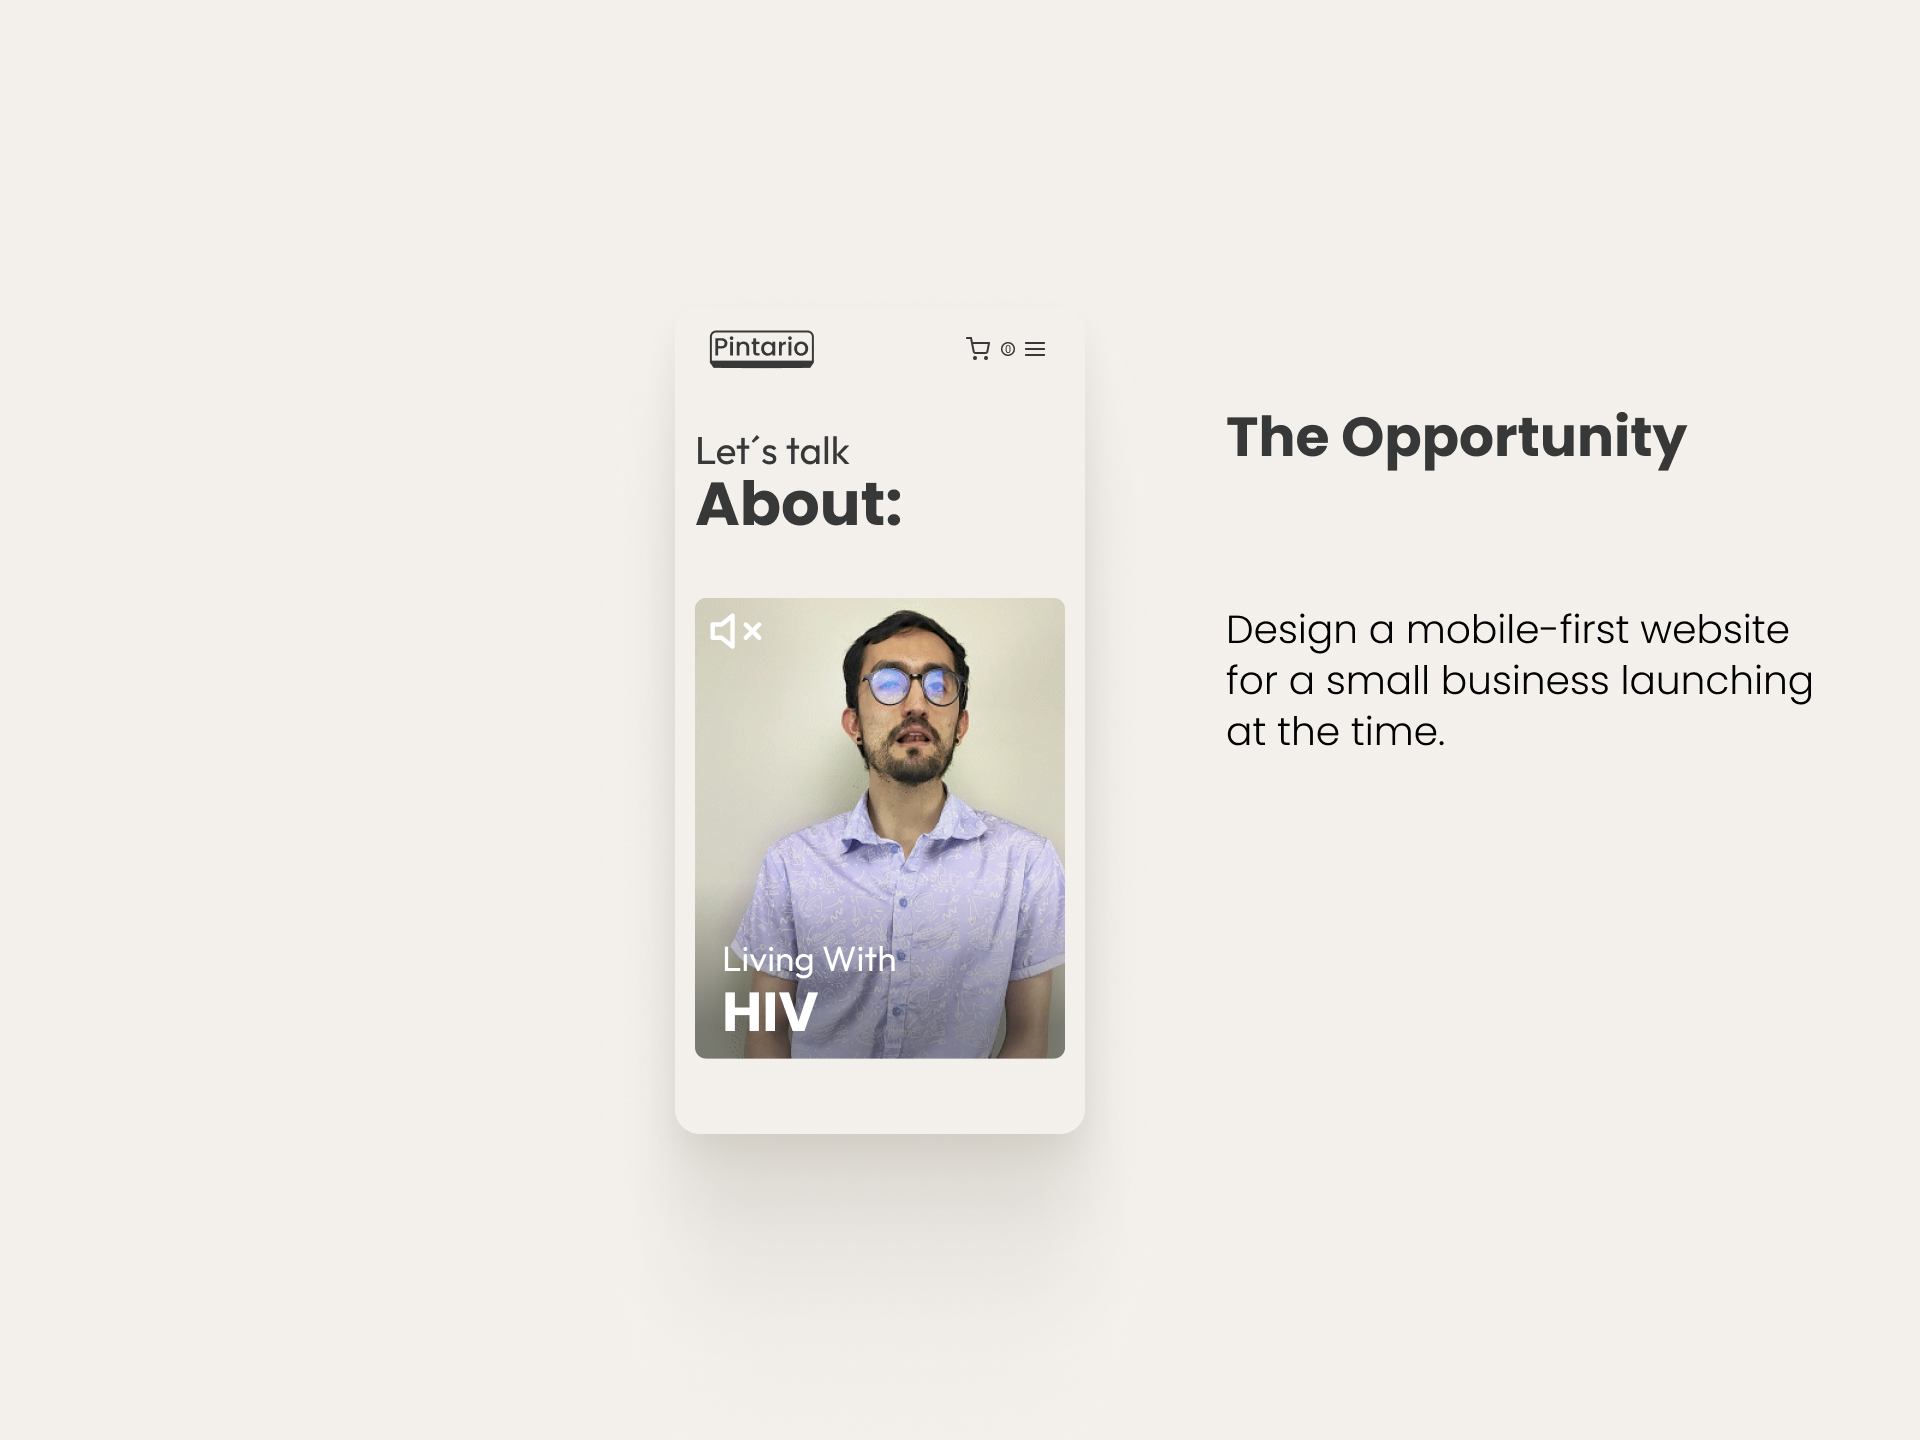 Pintario
0
Let´s talk
About:
Living With
HIV
The Opportunity
Design a mobile-first website
for a small business launching
at the time.